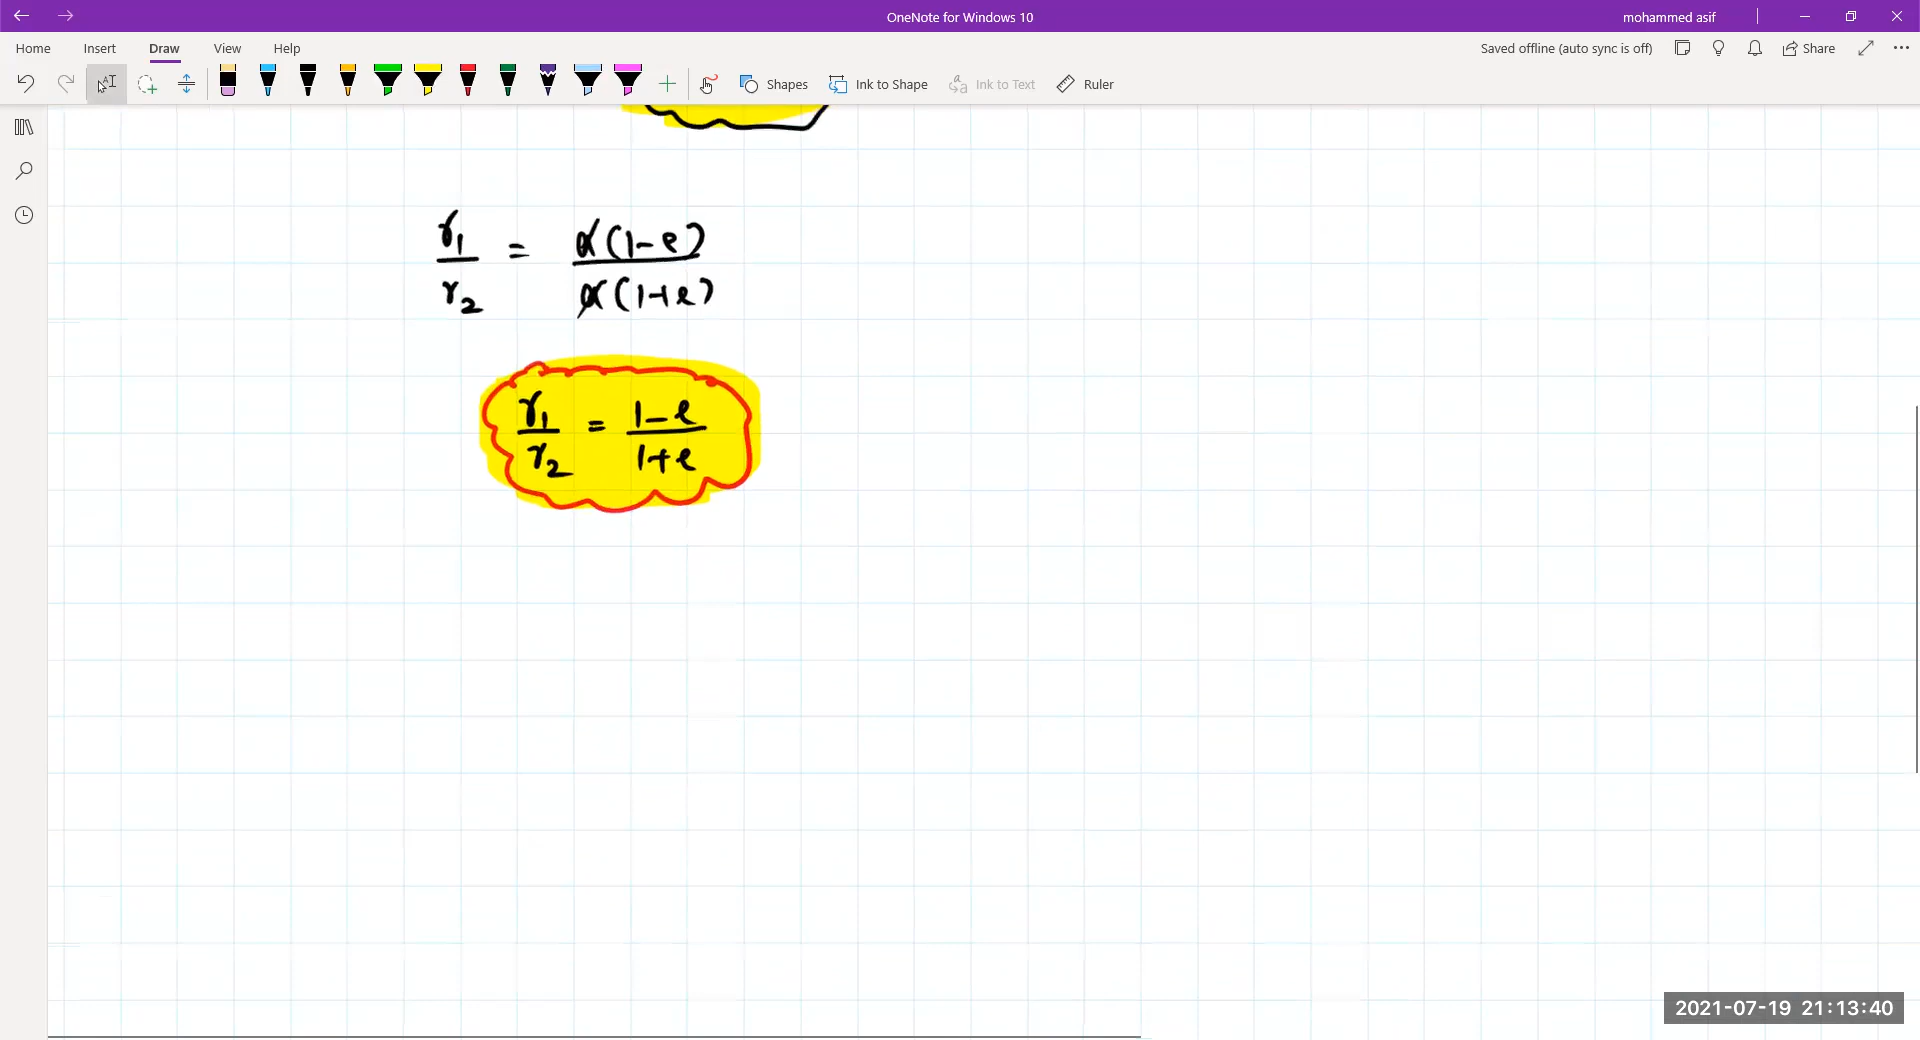 OneNote for Windows 10
mohammed asif
Home Insert Draw View Help
Saved offline (auto sync is off) Share
Shapes Ink to Shape Ink to Text Ruler
r₁/r₂ = a(1-e)/a(1+e)
r₁/r₂ = 1-e/1+e
2021-07-19 21:13:40